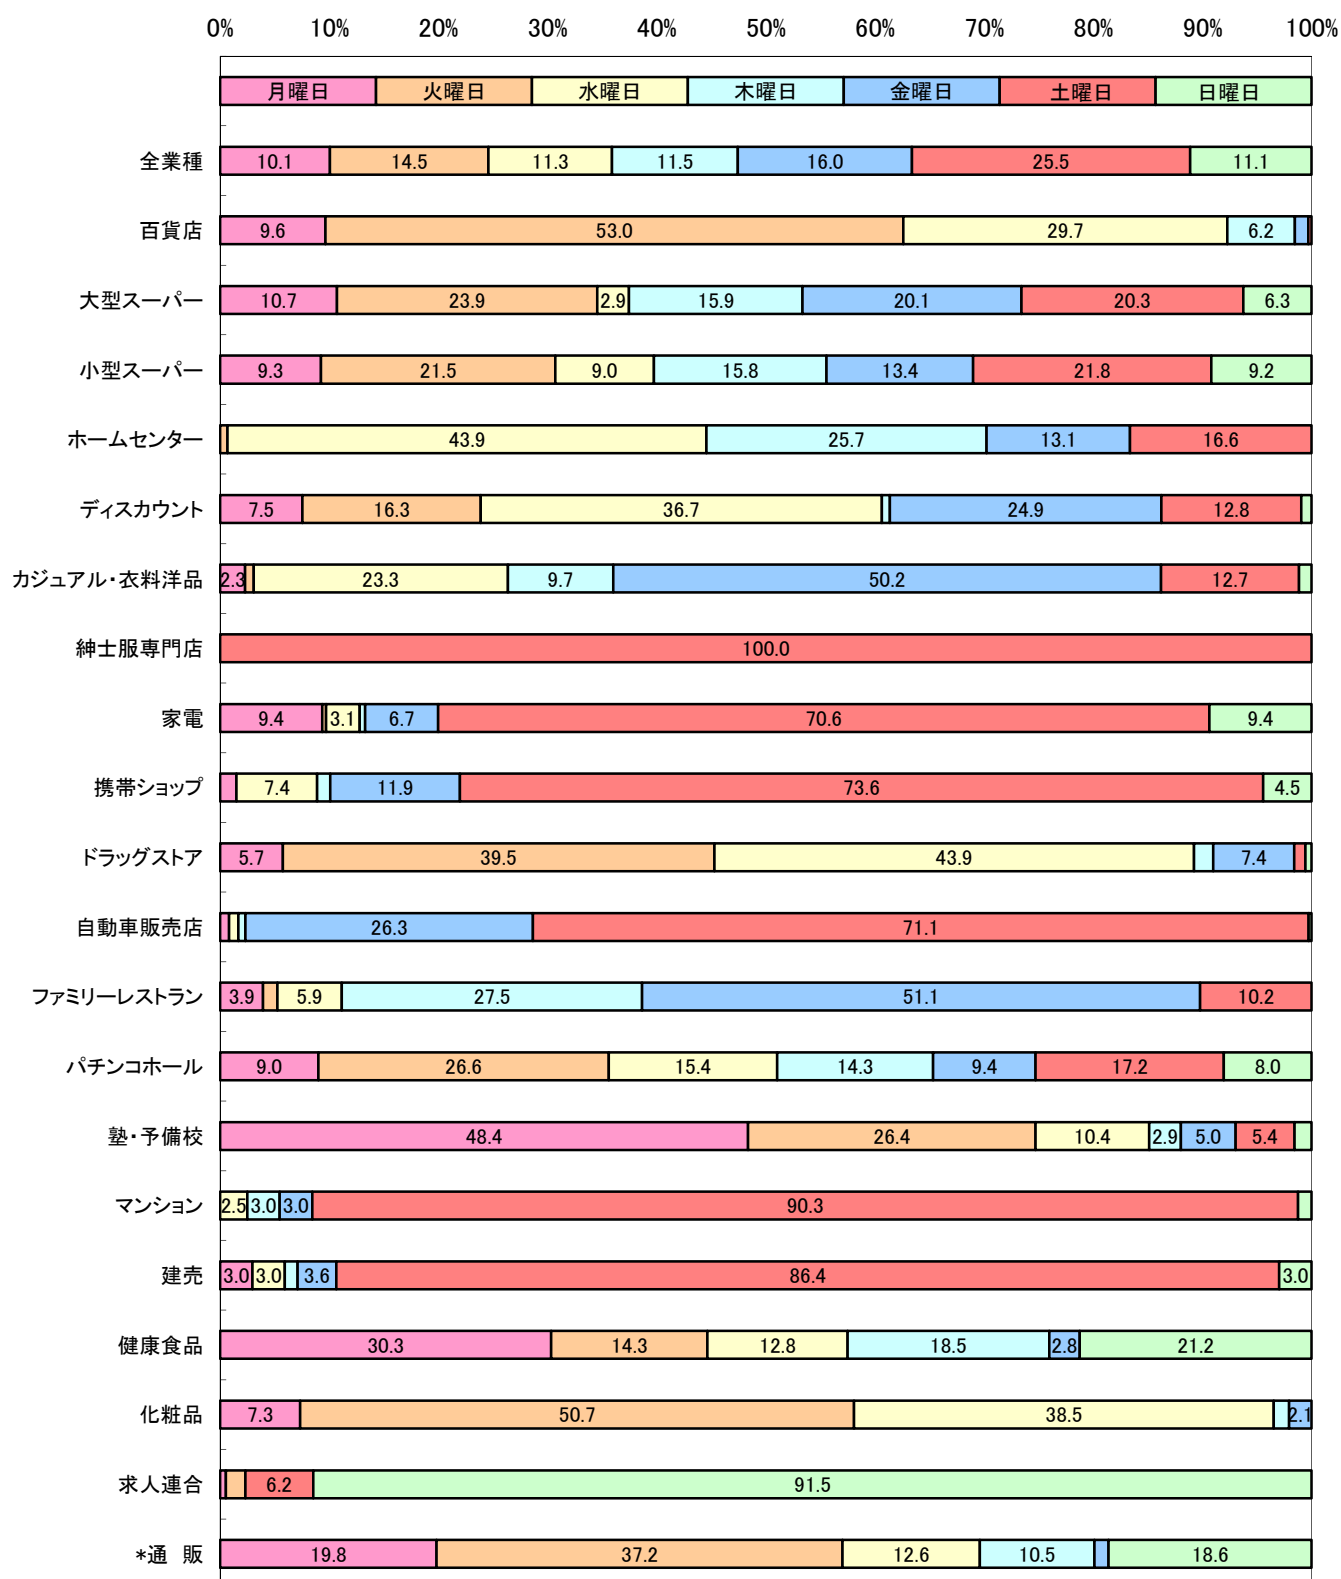 0% 10% 20% 30% 40% 50% 60% 70% 80% 90% 100%
月曜日 火曜日 水曜日 木曜日 金曜日 土曜日 日曜日
全業種 10.1 14.5 11.3 11.5 16.0 25.5 11.1
百貨店 9.6 53.0 29.7 6.2
大型スーパー 10.7 23.9 2.9 15.9 20.1 20.3 6.3
小型スーパー 9.3 21.5 9.0 15.8 13.4 21.8 9.2
ホームセンター 43.9 25.7 13.1 16.6
ディスカウント 7.5 16.3 36.7 24.9 12.8
カジュアル・衣料洋品 2.3 23.3 9.7 50.2 12.7
紳士服専門店 100.0
家電 9.4 3.1 6.7 70.6 9.4
携帯ショップ 7.4 11.9 73.6 4.5
ドラッグストア 5.7 39.5 43.9 7.4
自動車販売店 26.3 71.1
ファミリーレストラン 3.9 5.9 27.5 51.1 10.2
パチンコホール 9.0 26.6 15.4 14.3 9.4 17.2 8.0
塾・予備校 48.4 26.4 10.4 2.9 5.0 5.4
マンション 2.5 3.0 3.0 90.3
建売 3.0 3.0 3.6 86.4 3.0
健康食品 30.3 14.3 12.8 18.5 2.8 21.2
化粧品 7.3 50.7 38.5 2.1
求人連合 6.2 91.5
*通　販 19.8 37.2 12.6 10.5 18.6